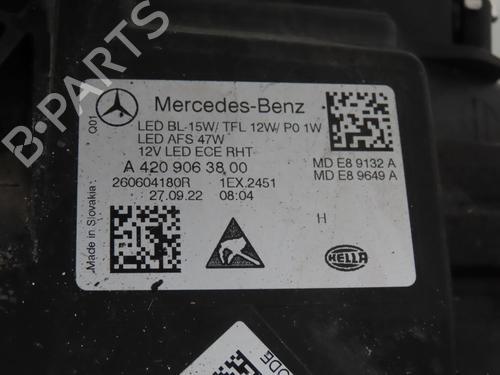 Q01
Mercedes-Benz
LED BL-15W/ TFL 12W/ P0 1W
LED AFS 47W
12V LED ECE RHT
A 420 906 38 00
260604180R 1EX.2451
27.09.22 08:04
MD E8 9132 A
MD E8 9649 A
H
HELLA
Made in Slovakia
CODE